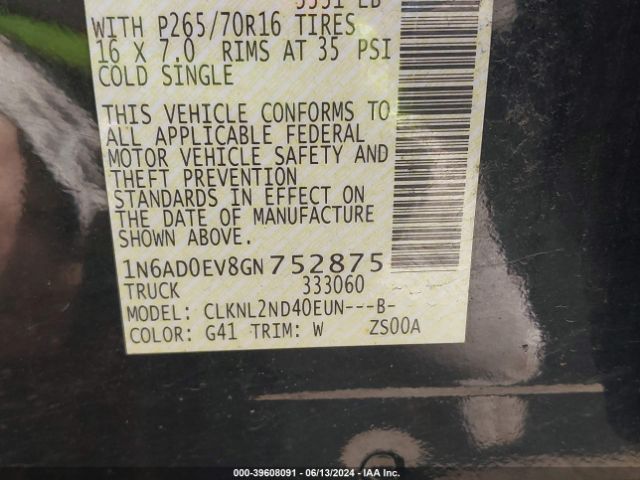 WITH P265/70R16 TIRES
16 X 7.0 RIMS AT 35 PSI
COLD SINGLE
THIS VEHICLE CONFORMS TO
ALL APPLICABLE FEDERAL
MOTOR VEHICLE SAFETY AND
THEFT PREVENTION
STANDARDS IN EFFECT ON
THE DATE OF MANUFACTURE
SHOWN ABOVE.
1N6AD0EV8GN752875
TRUCK 333060
MODEL: CLKNL2ND40EUN---B-
COLOR: G41 TRIM: W ZS00A
000-39608091 - 06/13/2024 - IAA Inc.